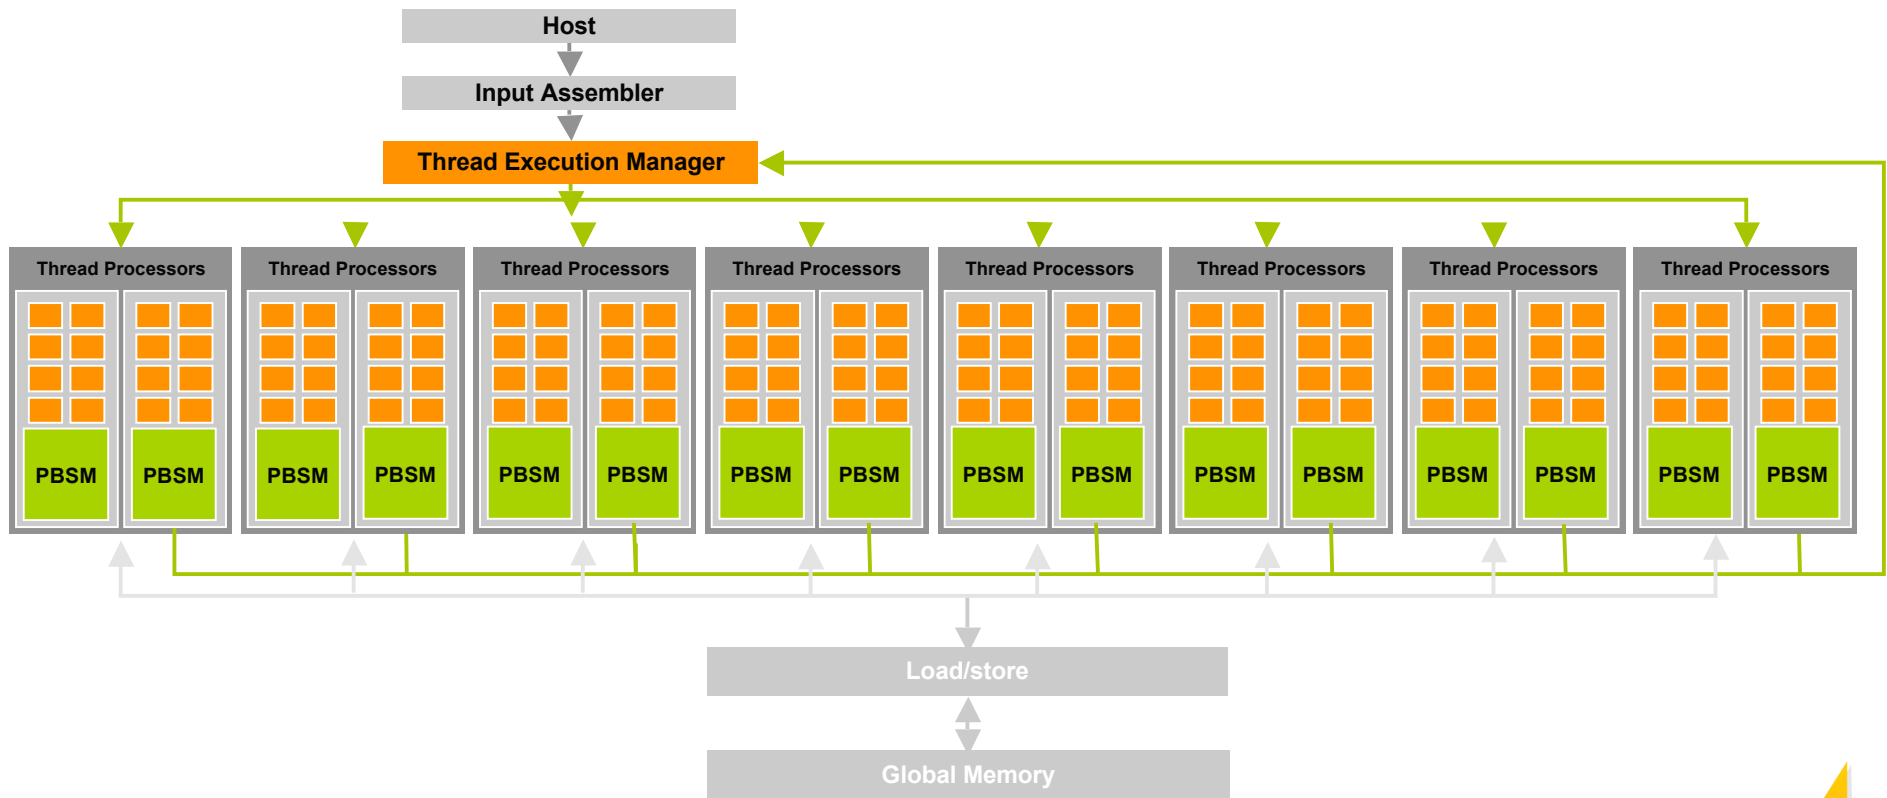 Host
Input Assembler
Thread Execution Manager
Thread Processors Thread Processors Thread Processors Thread Processors Thread Processors Thread Processors Thread Processors Thread Processors
PBSM PBSM PBSM PBSM PBSM PBSM PBSM PBSM PBSM PBSM PBSM PBSM PBSM PBSM PBSM PBSM
Load/store
Global Memory